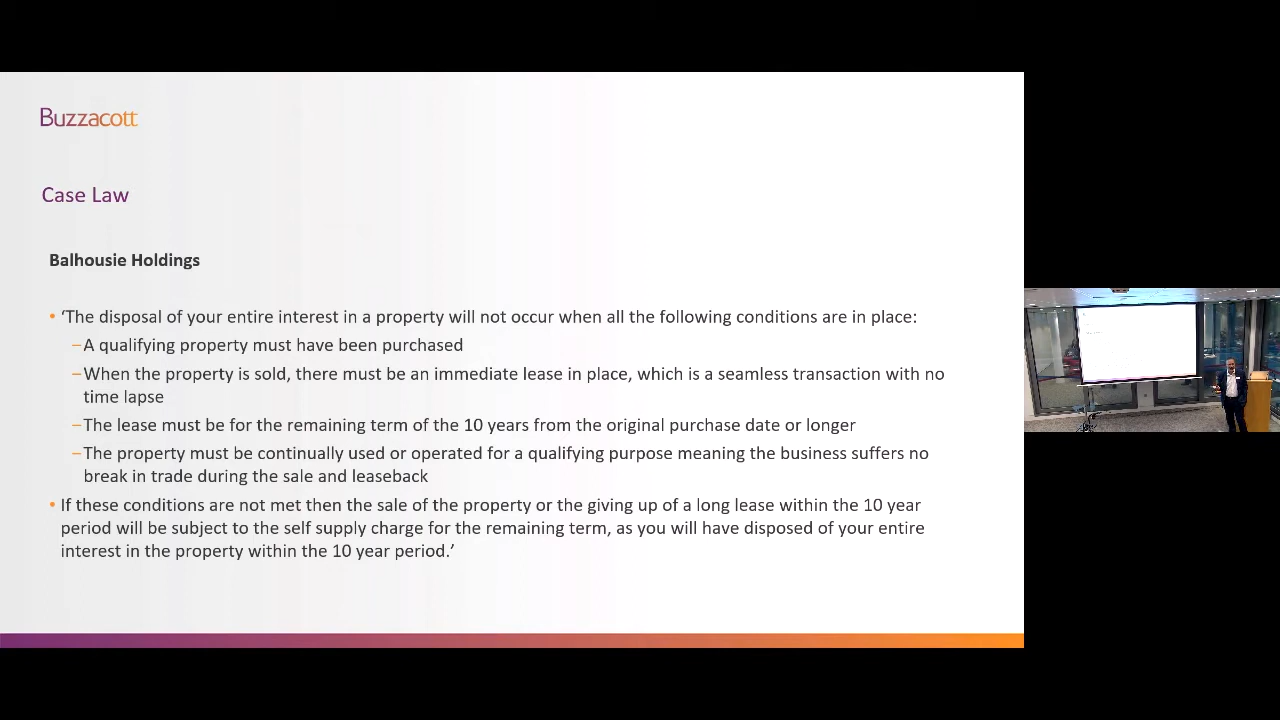 Buzzacott
Case Law
Balhousie Holdings
• ‘The disposal of your entire interest in a property will not occur when all the following conditions are in place:
–A qualifying property must have been purchased
–When the property is sold, there must be an immediate lease in place, which is a seamless transaction with no
time lapse
–The lease must be for the remaining term of the 10 years from the original purchase date or longer
–The property must be continually used or operated for a qualifying purpose meaning the business suffers no
break in trade during the sale and leaseback
• If these conditions are not met then the sale of the property or the giving up of a long lease within the 10 year
period will be subject to the self supply charge for the remaining term, as you will have disposed of your entire
interest in the property within the 10 year period.’